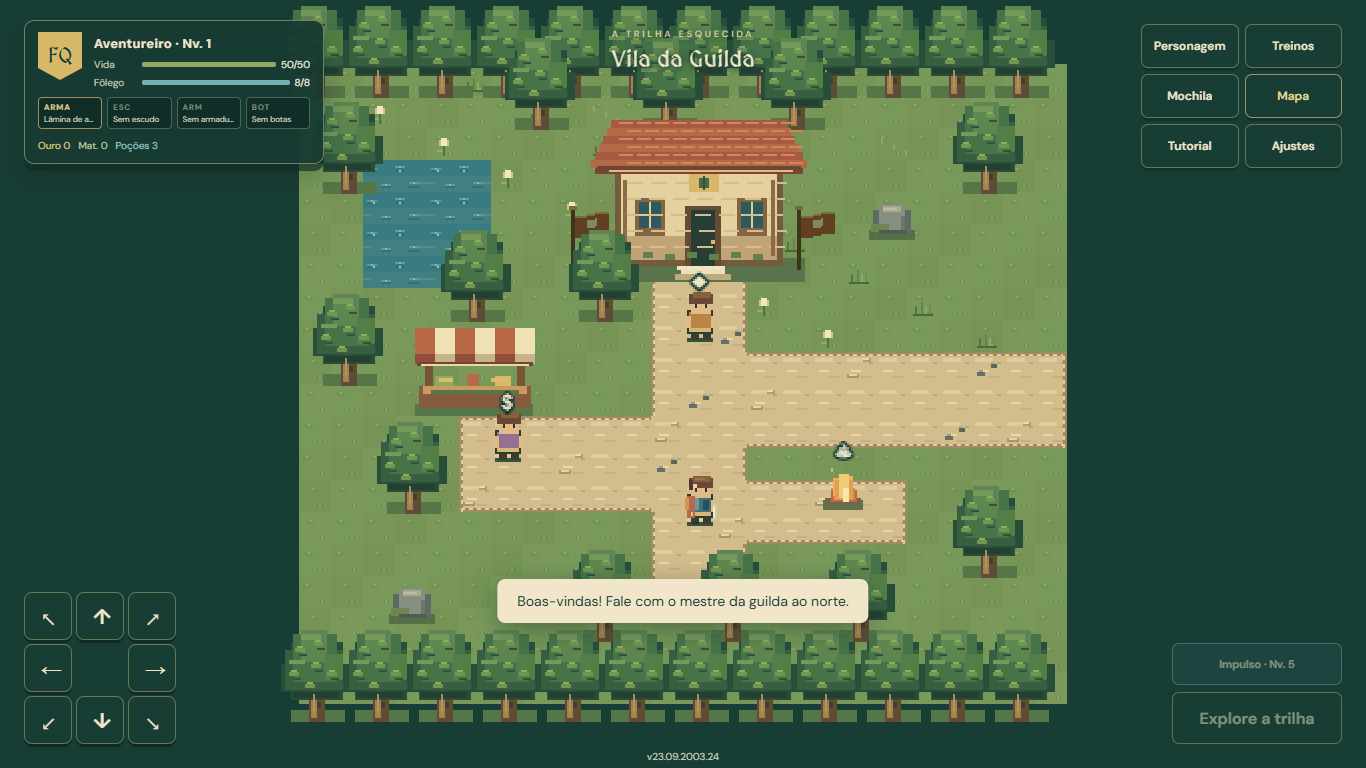 FQ
Aventureiro · Nv. 1
Vida 50/50
Fôlego 8/8
ARMA
Lâmina de a...
ESC
Sem escudo
ARM
Sem armadu...
BOT
Sem botas
Ouro 0 Mat. 0 Poções 3
A TRILHA ESQUECIDA
Vila da Guilda
Personagem
Treinos
Mochila
Mapa
Tutorial
Ajustes
$
Boas-vindas! Fale com o mestre da guilda ao norte.
↖ ↑ ↗
← →
↙ ↓ ↘
Impulso · Nv. 5
Explore a trilha
v23.09.2003.24